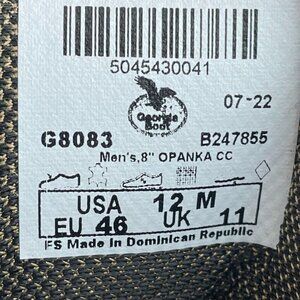 5045430041
Georgia
Boot
07-22
G8083
B247855
Men's,8" OPANKA CC
USA 12 M
EU 46 UK 11
FS Made In Dominican Republic